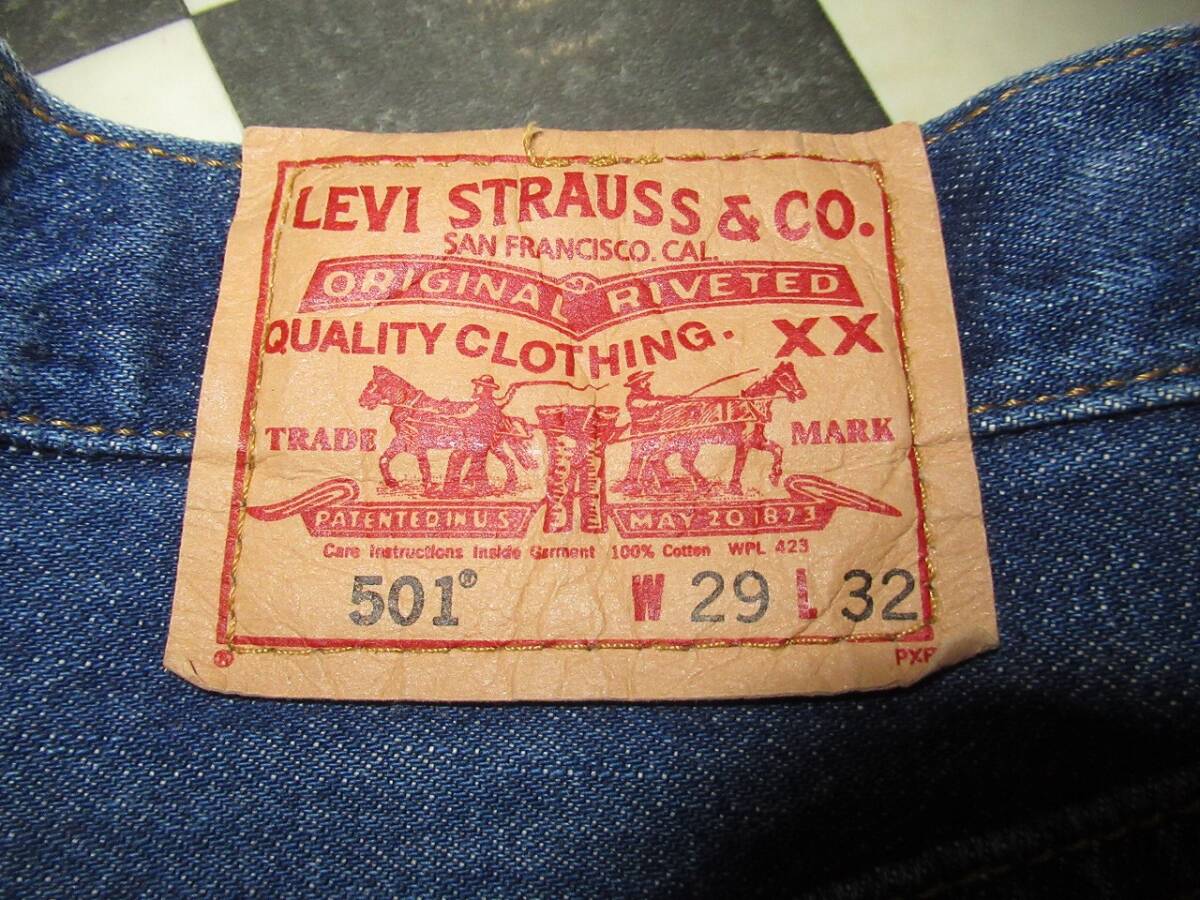 LEVI STRAUSS & CO.
SAN FRANCISCO. CAL.
ORIGINAL RIVETED
QUALITY CLOTHING. XX
TRADE MARK
PATENTED IN U.S. MAY 20 1873
Care Instructions Inside Garment 100% Cotton WPL 423
501® W 29 L 32
® PXP